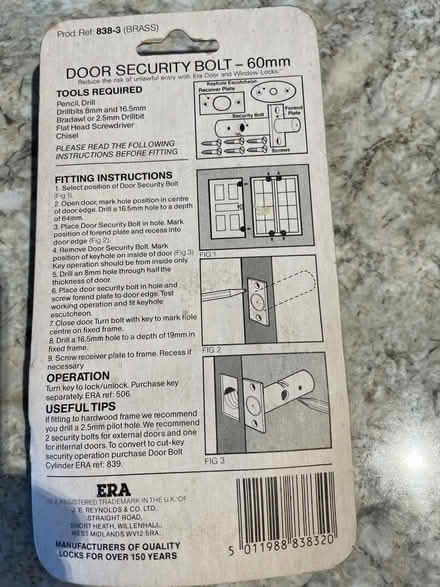 Prod. Ref: 838-3 (BRASS)
DOOR SECURITY BOLT – 60mm
Reduce the risk of unlawful entry with Era Door and Window Locks.
TOOLS REQUIRED
Pencil, Drill
Drillbits 8mm and 16.5mm
Bradawl or 2.5mm Drillbit
Flat Head Screwdriver
Chisel
PLEASE READ THE FOLLOWING
INSTRUCTIONS BEFORE FITTING
Keyhole Escutcheon
Receiver Plate
Security Bolt
Forend
Plate
Screws
FITTING INSTRUCTIONS
1. Select position of Door Security Bolt
(Fig 1).
2. Open door, mark hole position in centre
of door edge. Drill a 16.5mm hole to a depth
of 64mm.
3. Place Door Security Bolt in hole. Mark
position of forend plate and recess into
door edge (Fig 2).
4. Remove Door Security Bolt. Mark
position of keyhole on inside of door (Fig 3)
Key operation should be from inside only.
5. Drill an 8mm hole through half the
thickness of door.
6. Place door security bolt in hole and
screw forend plate to door edge. Test
working operation and fit keyhole
escutcheon.
7. Close door Turn bolt with key to mark hole
centre on fixed frame.
8. Drill a 16.5mm hole to a depth of 19mm in
fixed frame.
9. Screw receiver plate to frame. Recess if
necessary
FIG 1
FIG 2
FIG 3
OPERATION
Turn key to lock/unlock. Purchase key
separately. ERA ref: 506.
USEFUL TIPS
If fitting to hardwood frame we recommend
you drill a 2.5mm pilot hole. We recommend
2 security bolts for external doors and one
for internal doors. To convert to cut-key
security operation purchase Door Bolt
Cylinder ERA ref: 839.
ERA
IS A REGISTERED TRADEMARK IN THE U.K. OF
J. E. REYNOLDS & CO. LTD.
STRAIGHT ROAD,
SHORT HEATH, WILLENHALL,
WEST MIDLANDS WV12 5RA.
MANUFACTURERS OF QUALITY
LOCKS FOR OVER 150 YEARS
5 011988 838320